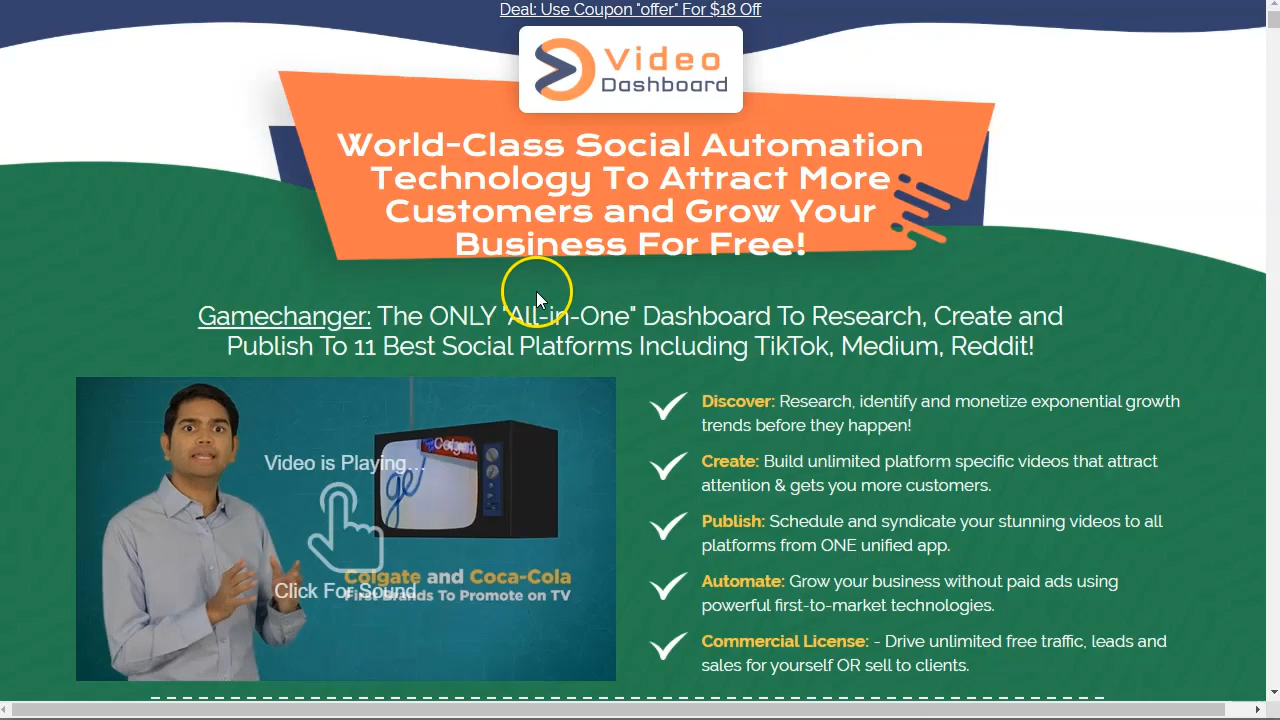 Deal: Use Coupon "offer" For $18 Off
Video
Dashboard
World-Class Social Automation
Technology To Attract More
Customers and Grow Your
Business For Free!
Gamechanger: The ONLY "All-in-One" Dashboard To Research, Create and
Publish To 11 Best Social Platforms Including TikTok, Medium, Reddit!
Video is Playing...
Colgate
ge
Click For Sound
Colgate and Coca-Cola
First Brands To Promote on TV
Discover: Research, identify and monetize exponential growth
trends before they happen!
Create: Build unlimited platform specific videos that attract
attention & gets you more customers.
Publish: Schedule and syndicate your stunning videos to all
platforms from ONE unified app.
Automate: Grow your business without paid ads using
powerful first-to-market technologies.
Commercial License: - Drive unlimited free traffic, leads and
sales for yourself OR sell to clients.